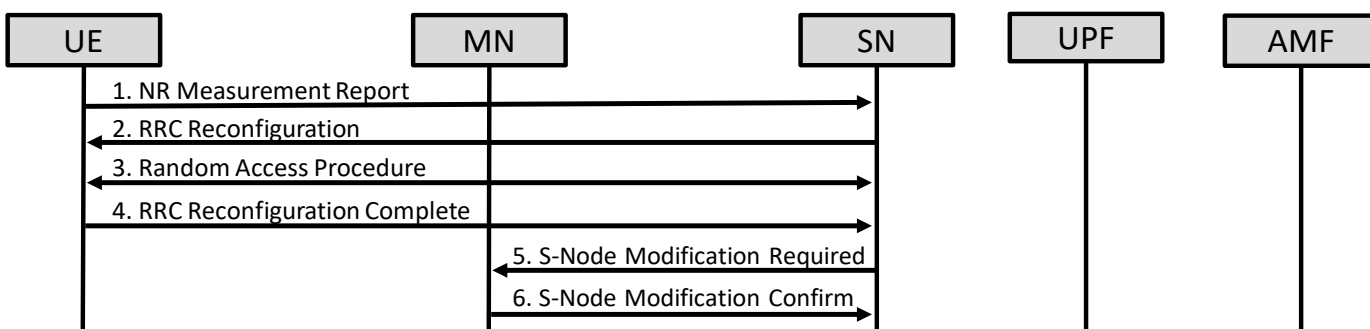 UE
MN
SN
UPF
AMF
1. NR Measurement Report
2. RRC Reconfiguration
3. Random Access Procedure
4. RRC Reconfiguration Complete
5. S-Node Modification Required
6. S-Node Modification Confirm